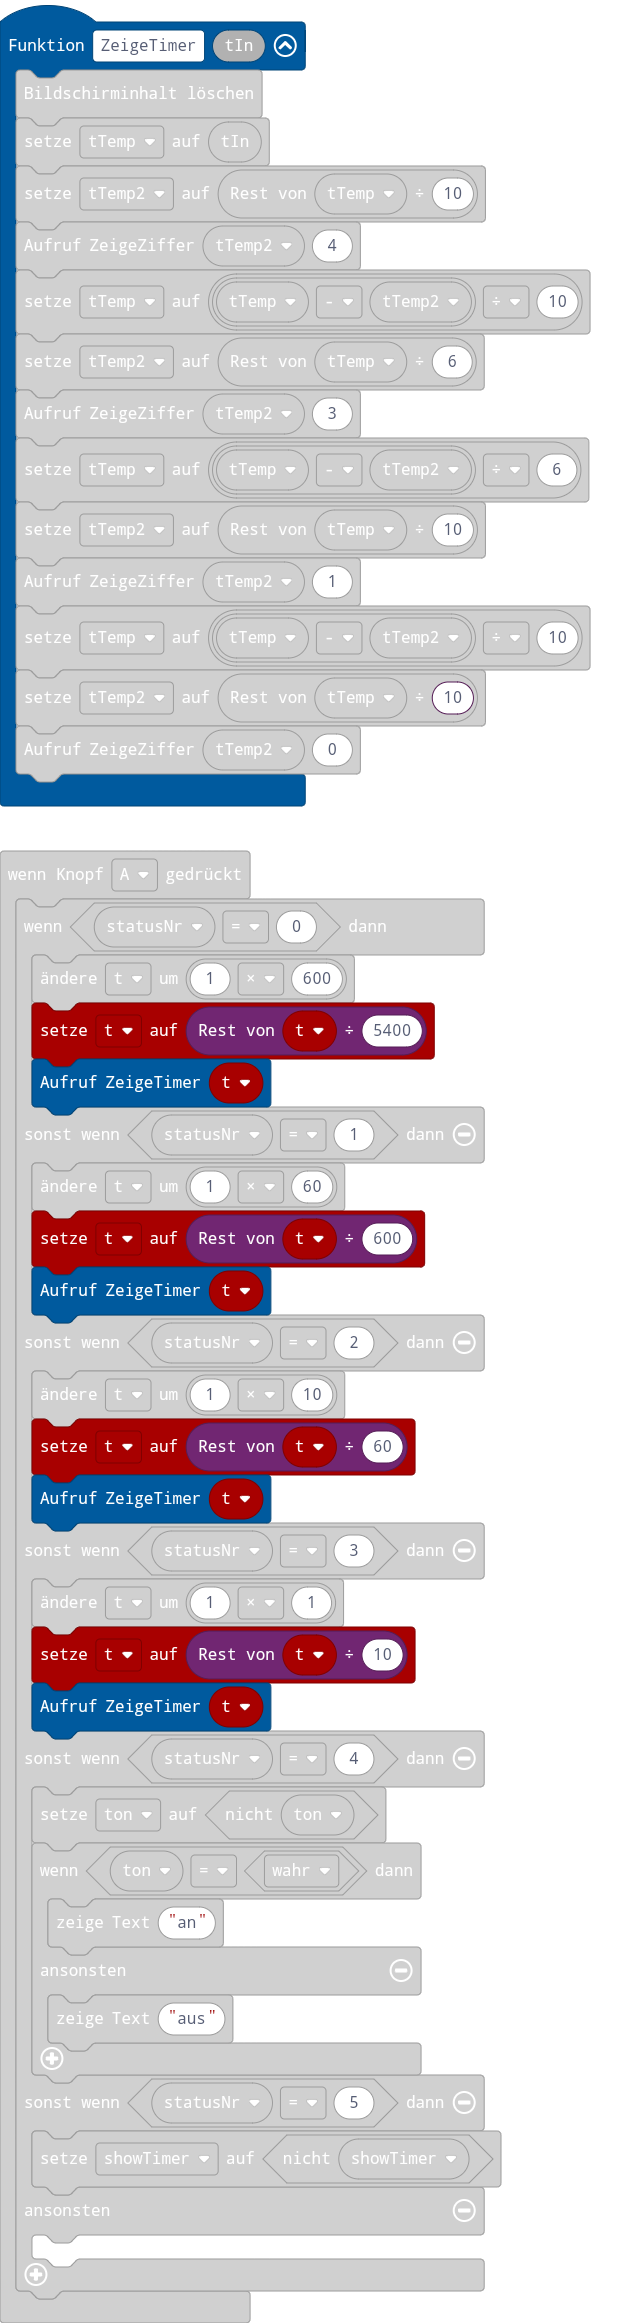 Funktion ZeigeTimer tIn
Bildschirminhalt löschen
setze tTemp auf tIn
setze tTemp2 auf Rest von tTemp ÷ 10
Aufruf ZeigeZiffer tTemp2 4
setze tTemp auf tTemp - tTemp2 ÷ 10
setze tTemp2 auf Rest von tTemp ÷ 6
Aufruf ZeigeZiffer tTemp2 3
setze tTemp auf tTemp - tTemp2 ÷ 6
setze tTemp2 auf Rest von tTemp ÷ 10
Aufruf ZeigeZiffer tTemp2 1
setze tTemp auf tTemp - tTemp2 ÷ 10
setze tTemp2 auf Rest von tTemp ÷ 10
Aufruf ZeigeZiffer tTemp2 0
wenn Knopf A gedrückt
wenn statusNr = 0 dann
ändere t um 1 × 600
setze t auf Rest von t ÷ 5400
Aufruf ZeigeTimer t
sonst wenn statusNr = 1 dann
ändere t um 1 × 60
setze t auf Rest von t ÷ 600
Aufruf ZeigeTimer t
sonst wenn statusNr = 2 dann
ändere t um 1 × 10
setze t auf Rest von t ÷ 60
Aufruf ZeigeTimer t
sonst wenn statusNr = 3 dann
ändere t um 1 × 1
setze t auf Rest von t ÷ 10
Aufruf ZeigeTimer t
sonst wenn statusNr = 4 dann
setze ton auf nicht ton
wenn ton = wahr dann
zeige Text "an"
ansonsten
zeige Text "aus"
sonst wenn statusNr = 5 dann
setze showTimer auf nicht showTimer
ansonsten